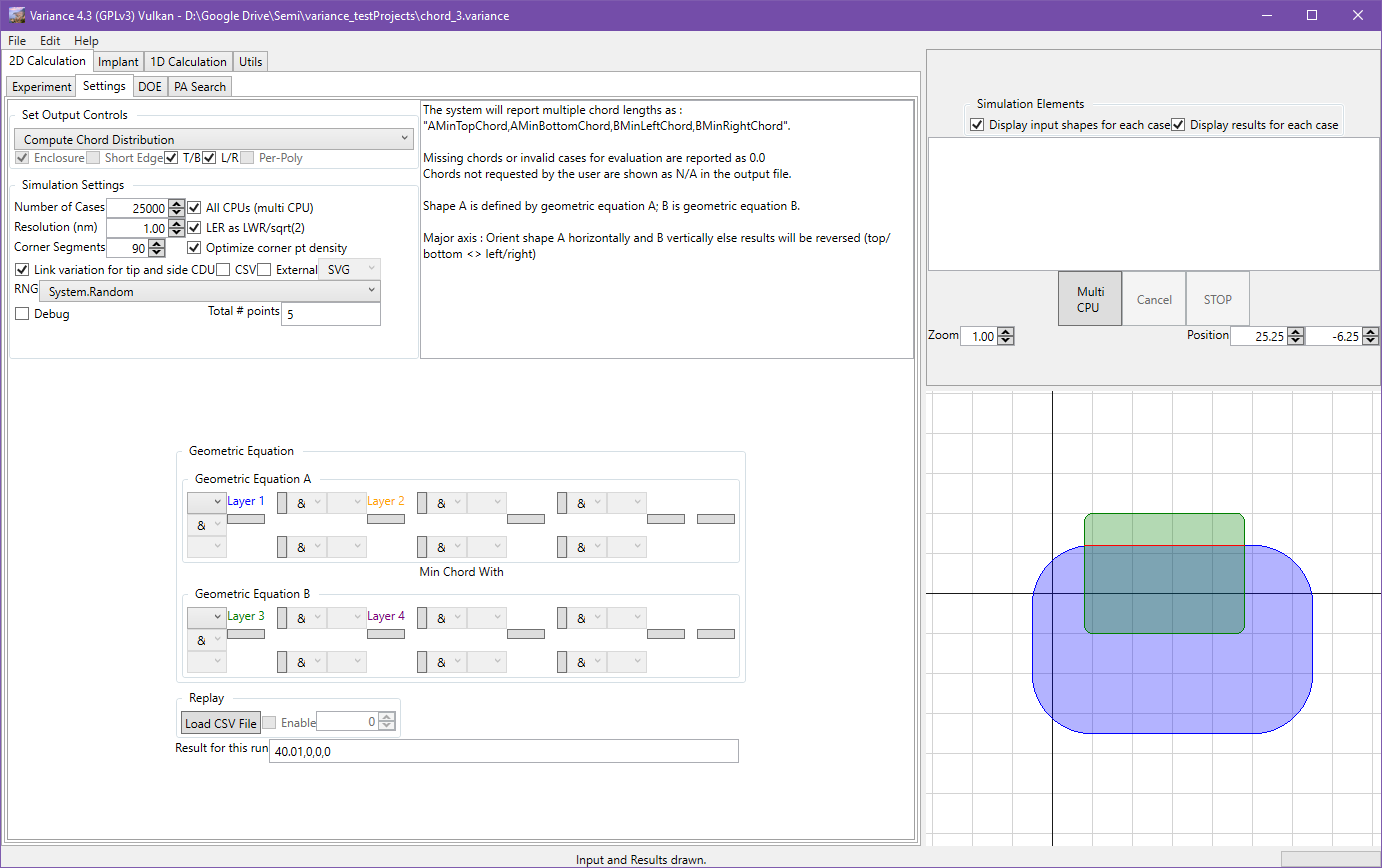 Variance 4.3 (GPLv3) Vulkan - D:\Google Drive\Semi\variance_testProjects\chord_3.variance
File Edit Help
2D Calculation Implant 1D Calculation Utils
Experiment Settings DOE PA Search
Set Output Controls
Compute Chord Distribution
Enclosure Short Edge T/B L/R Per-Poly
Simulation Settings
Number of Cases 25000 All CPUs (multi CPU)
Resolution (nm) 1.00 LER as LWR/sqrt(2)
Corner Segments 90 Optimize corner pt density
Link variation for tip and side CDU CSV External SVG
RNG System.Random
Debug Total # points 5
The system will report multiple chord lengths as :
"AMinTopChord,AMinBottomChord,BMinLeftChord,BMinRightChord".
Missing chords or invalid cases for evaluation are reported as 0.0
Chords not requested by the user are shown as N/A in the output file.
Shape A is defined by geometric equation A; B is geometric equation B.
Major axis : Orient shape A horizontally and B vertically else results will be reversed (top/
bottom <> left/right)
Simulation Elements
Display input shapes for each case Display results for each case
Multi
CPU
Cancel STOP
Zoom 1.00 Position 25.25 -6.25
Geometric Equation
Geometric Equation A
Layer 1 & Layer 2 & &
&
& & &
Min Chord With
Geometric Equation B
Layer 3 & Layer 4 & &
&
& & &
Replay
Load CSV File Enable 0
Result for this run 40.01,0,0,0
Input and Results drawn.